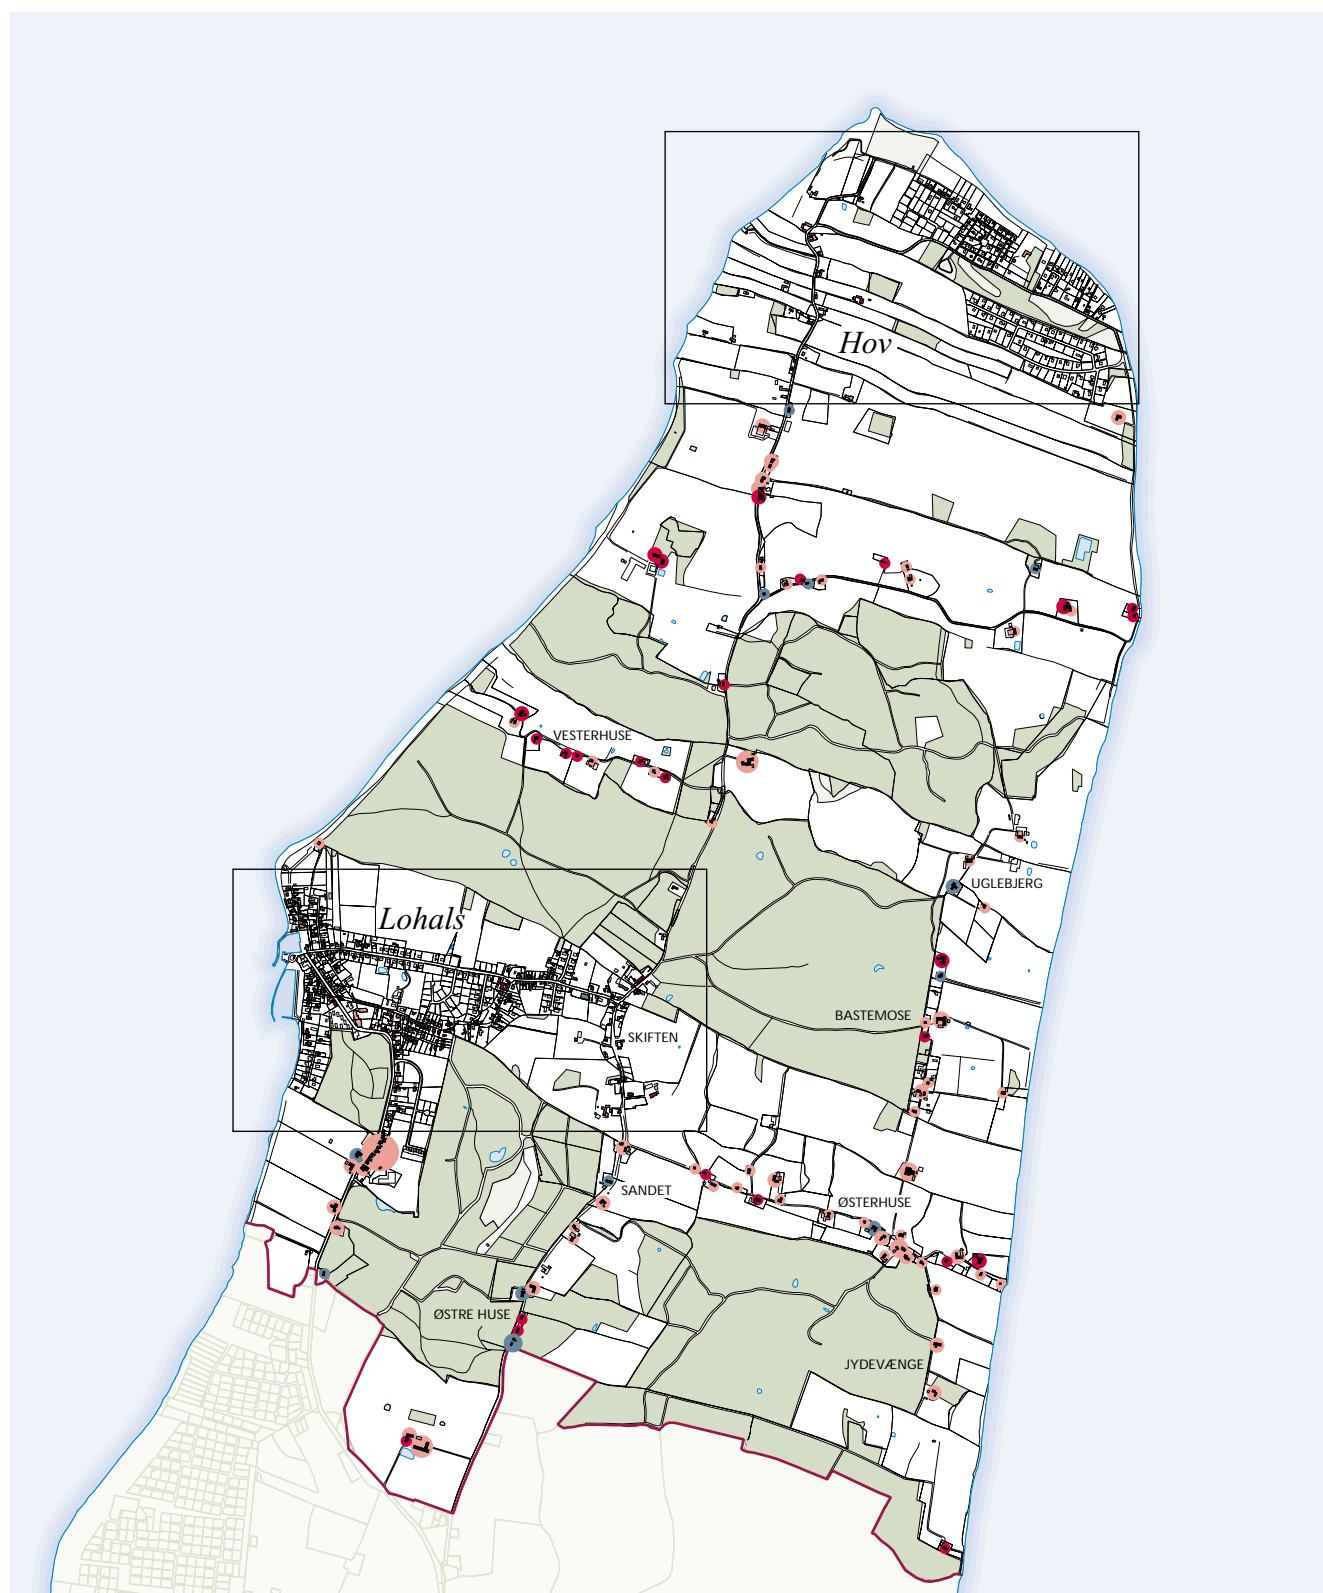 Hov
VESTERHUSE
UGLEBJERG
Lohals
BASTEMOSE
SKIFTEN
SANDET
ØSTERHUSE
ØSTRE HUSE
JYDEVÆNGE